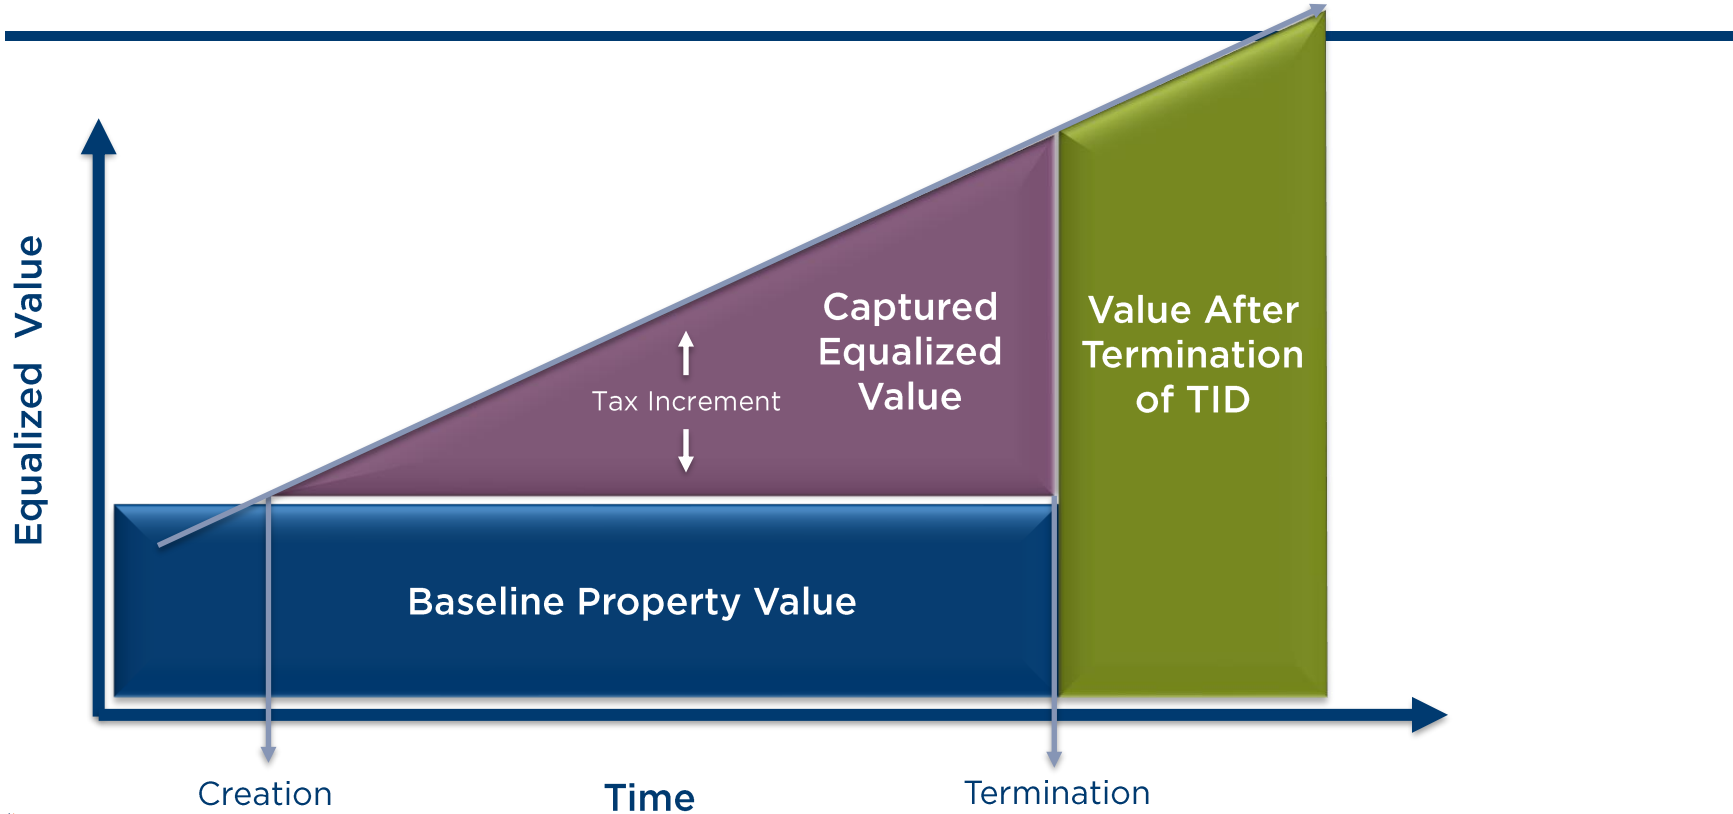 Equalized Value
Captured
Equalized
Value
Tax Increment
Value After
Termination
of TID
Baseline Property Value
Creation
Time
Termination